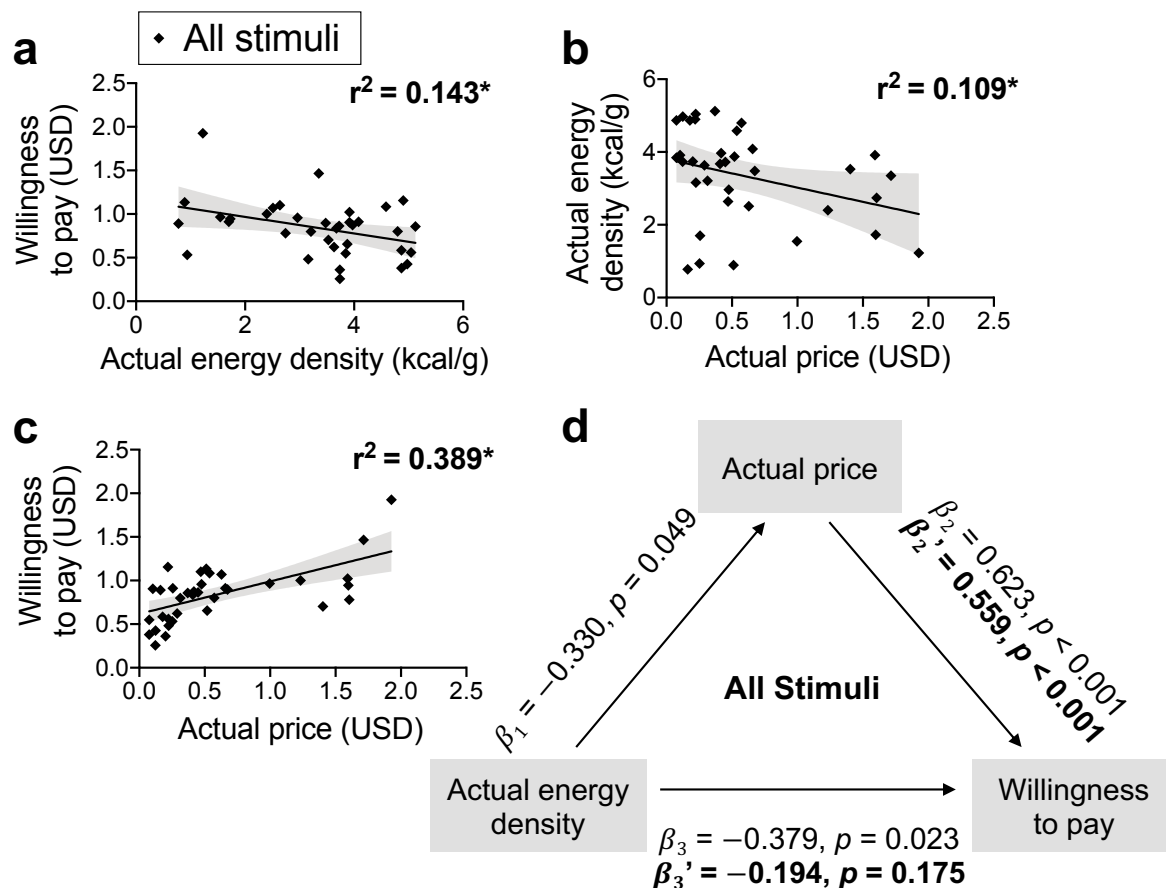 a
◆ All stimuli
r² = 0.143*
Willingness
to pay (USD)
2.5
2.0
1.5
1.0
0.5
0.0
0 2 4 6
Actual energy density (kcal/g)
b
r² = 0.109*
Actual energy
density (kcal/g)
6
4
2
0
0.0 0.5 1.0 1.5 2.0 2.5
Actual price (USD)
c
r² = 0.389*
Willingness
to pay (USD)
2.5
2.0
1.5
1.0
0.5
0.0
0.0 0.5 1.0 1.5 2.0 2.5
Actual price (USD)
d
Actual price
β₁ = −0.330, p = 0.049
β₂ = 0.623, p < 0.001
β₂' = 0.559, p < 0.001
All Stimuli
Actual energy
density
Willingness
to pay
β₃ = −0.379, p = 0.023
β₃' = −0.194, p = 0.175